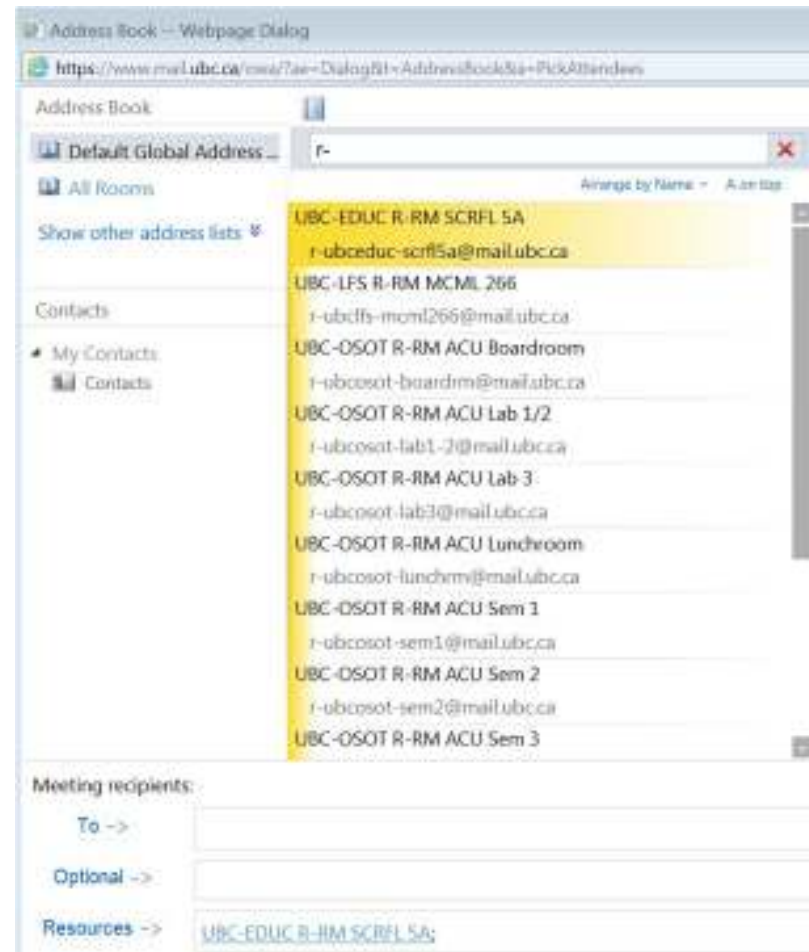 Address Book -- Webpage Dialog
https://www.mail.ubc.ca/owa/?ae=Dialog&t=AddressBook&a=PickAttendees
Address Book
Default Global Address ...
r-
All Rooms
Arrange by Name A on top
Show other address lists
UBC-EDUC R-RM SCRFL 5A
r-ubceduc-scrfl5a@mail.ubc.ca
UBC-LFS R-RM MCML 266
r-ubclfs-mcml266@mail.ubc.ca
Contacts
UBC-OSOT R-RM ACU Boardroom
My Contacts
r-ubcosot-boardrm@mail.ubc.ca
Contacts
UBC-OSOT R-RM ACU Lab 1/2
r-ubcosot-lab1-2@mail.ubc.ca
UBC-OSOT R-RM ACU Lab 3
r-ubcosot-lab3@mail.ubc.ca
UBC-OSOT R-RM ACU Lunchroom
r-ubcosot-lunchrm@mail.ubc.ca
UBC-OSOT R-RM ACU Sem 1
r-ubcosot-sem1@mail.ubc.ca
UBC-OSOT R-RM ACU Sem 2
r-ubcosot-sem2@mail.ubc.ca
UBC-OSOT R-RM ACU Sem 3
Meeting recipients:
To ->
Optional ->
Resources -> UBC-EDUC R-RM SCRFL 5A;